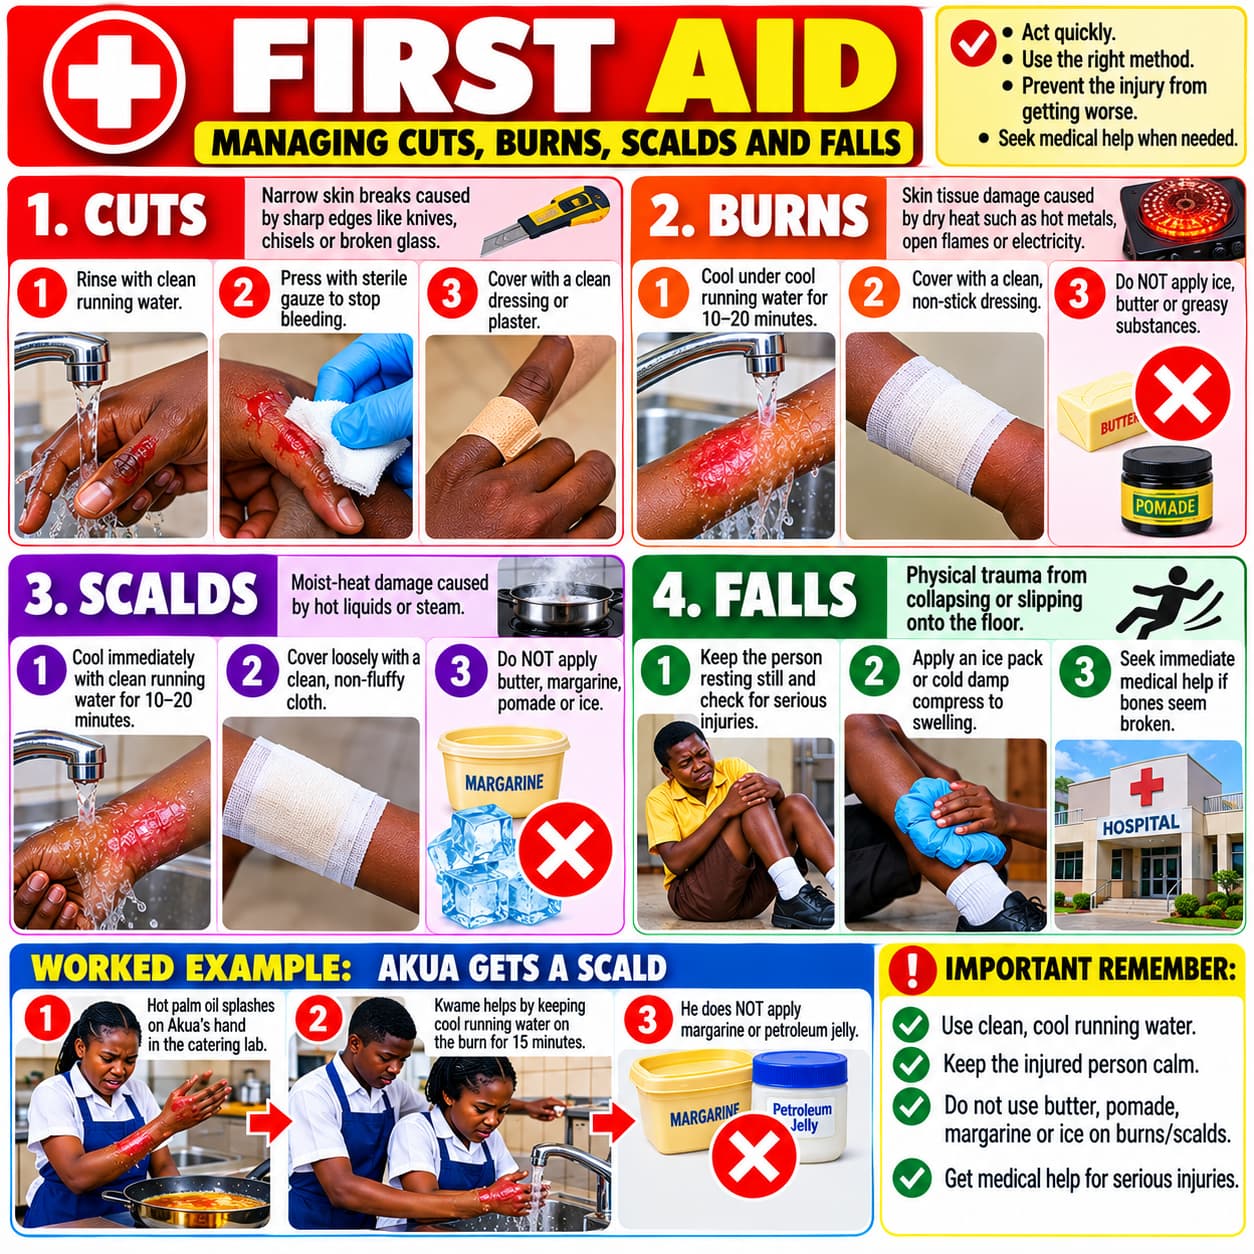 FIRST AID
MANAGING CUTS, BURNS, SCALDS AND FALLS
• Act quickly.
• Use the right method.
• Prevent the injury from
getting worse.
• Seek medical help when needed.
1. CUTS
Narrow skin breaks caused
by sharp edges like knives,
chisels or broken glass.
1
Rinse with clean
running water.
2
Press with sterile
gauze to stop
bleeding.
3
Cover with a clean
dressing or
plaster.
2. BURNS
Skin tissue damage caused
by dry heat such as hot metals,
open flames or electricity.
1
Cool under cool
running water for
10–20 minutes.
2
Cover with a clean,
non-stick dressing.
3
Do NOT apply ice,
butter or greasy
substances.
BUTTER
POMADE
3. SCALDS
Moist-heat damage caused
by hot liquids or steam.
1
Cool immediately
with clean running
water for 10–20
minutes.
2
Cover loosely with a
clean, non-fluffy
cloth.
3
Do NOT apply
butter, margarine,
pomade or ice.
MARGARINE
4. FALLS
Physical trauma from
collapsing or slipping
onto the floor.
1
Keep the person
resting still and
check for serious
injuries.
2
Apply an ice pack
or cold damp
compress to
swelling.
3
Seek immediate
medical help if
bones seem
broken.
HOSPITAL
WORKED EXAMPLE: AKUA GETS A SCALD
1
Hot palm oil splashes
on Akua's hand
in the catering lab.
2
Kwame helps by keeping
cool running water on
the burn for 15 minutes.
3
He does NOT apply
margarine or petroleum jelly.
MARGARINE
Petroleum
Jelly
! IMPORTANT REMEMBER:
Use clean, cool running water.
Keep the injured person calm.
Do not use butter, pomade,
margarine or ice on burns/scalds.
Get medical help for serious injuries.